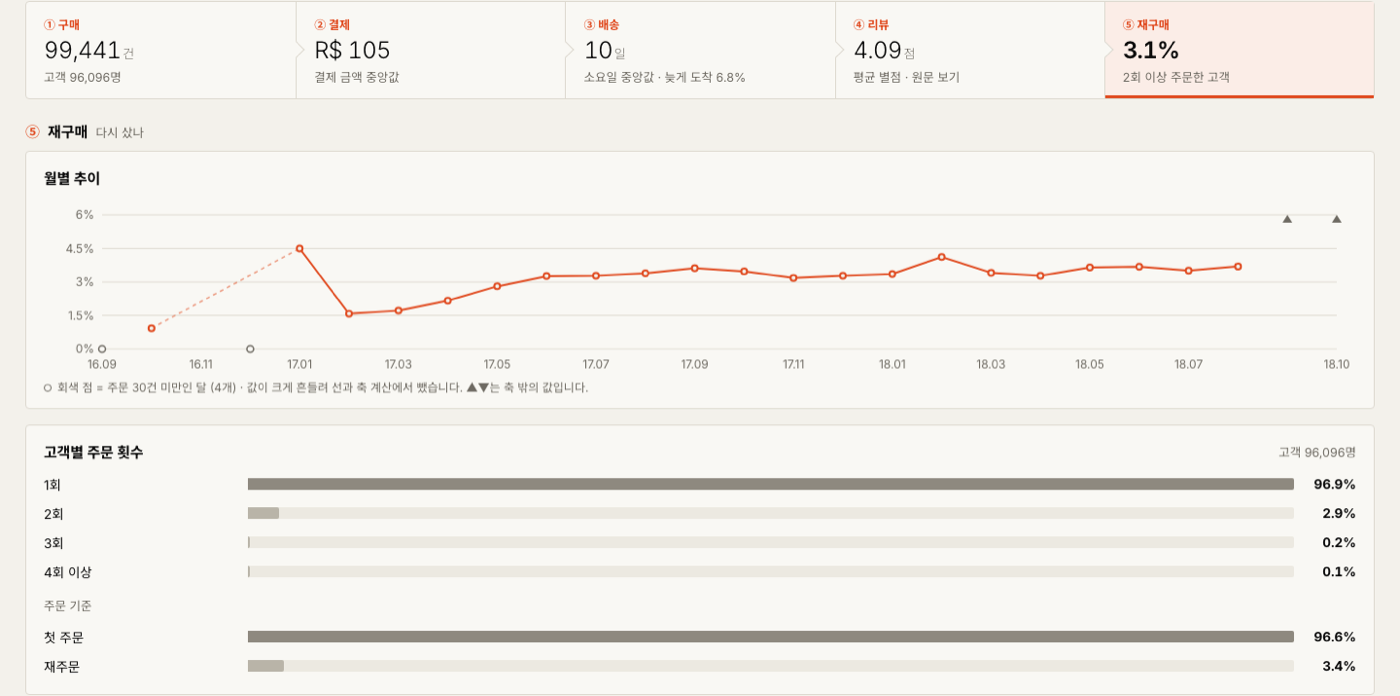 ① 구매
99,441건
고객 96,096명
② 결제
R$ 105
결제 금액 중앙값
③ 배송
10일
소요일 중앙값 · 늦게 도착 6.8%
④ 리뷰
4.09점
평균 별점 · 원문 보기
⑤ 재구매
3.1%
2회 이상 주문한 고객
⑤ 재구매 다시 샀나
월별 추이
6%
4.5%
3%
1.5%
0%
16.09 16.11 17.01 17.03 17.05 17.07 17.09 17.11 18.01 18.03 18.05 18.07 18.10
○ 회색 점 = 주문 30건 미만인 달 (4개) · 값이 크게 흔들려 선과 축 계산에서 뺐습니다. ▲▼는 축 밖의 값입니다.
고객별 주문 횟수 고객 96,096명
1회 96.9%
2회 2.9%
3회 0.2%
4회 이상 0.1%
주문 기준
첫 주문 96.6%
재주문 3.4%